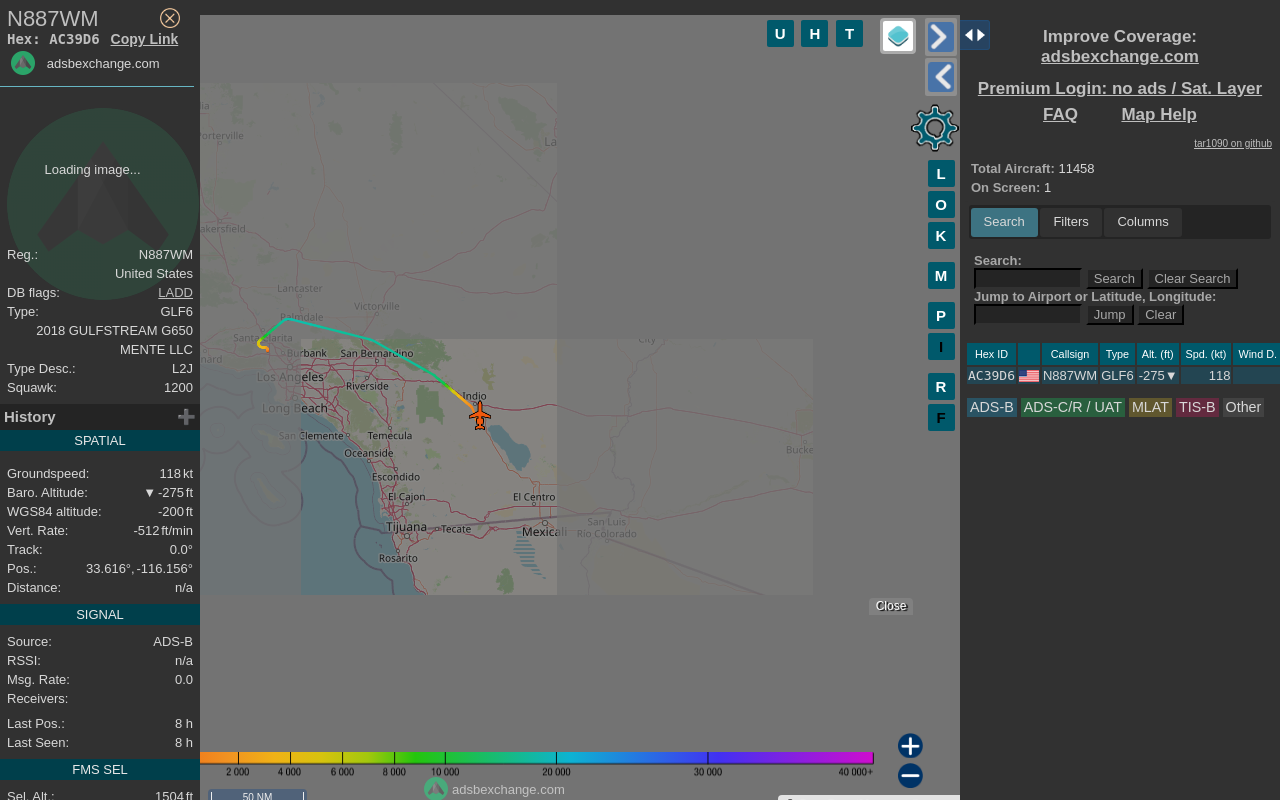 N887WM
Hex: AC39D6 Copy Link
adsbexchange.com
Loading image...
Reg.: N887WM
United States
DB flags: LADD
Type: GLF6
2018 GULFSTREAM G650
MENTE LLC
Type Desc.: L2J
Squawk: 1200
History
SPATIAL
Groundspeed: 118 kt
Baro. Altitude: ▼ -275 ft
WGS84 altitude: -200 ft
Vert. Rate: -512 ft/min
Track: 0.0°
Pos.: 33.616°, -116.156°
Distance: n/a
SIGNAL
Source: ADS-B
RSSI: n/a
Msg. Rate: 0.0
Receivers:
Last Pos.: 8 h
Last Seen: 8 h
FMS SEL
Sel. Alt.: 1504 ft
U H T
L
O
K
M
P
I
R
F
Porterville
La
akersfield
Lancaster
Victorville
Palmdale
Santa Clarita
nard
Burbank
San Bernardino
City
Los Angeles
Riverside
Long Beach
Indio
San Clemente
Temecula
Oceanside
Bucke
Escondido
El Cajon
El Centro
Tijuana
Tecate
Mexicali
San Luis
Río Colorado
Rosarito
Close
2 000 4 000 6 000 8 000 10 000 20 000 30 000 40 000+
adsbexchange.com
50 NM
Improve Coverage:
adsbexchange.com
Premium Login: no ads / Sat. Layer
FAQ Map Help
tar1090 on github
Total Aircraft: 11458
On Screen: 1
Search Filters Columns
Search:
Search Clear Search
Jump to Airport or Latitude, Longitude:
Jump Clear
Hex ID Callsign Type Alt. (ft) Spd. (kt) Wind D.
AC39D6 N887WM GLF6 -275▼ 118
ADS-B ADS-C/R / UAT MLAT TIS-B Other